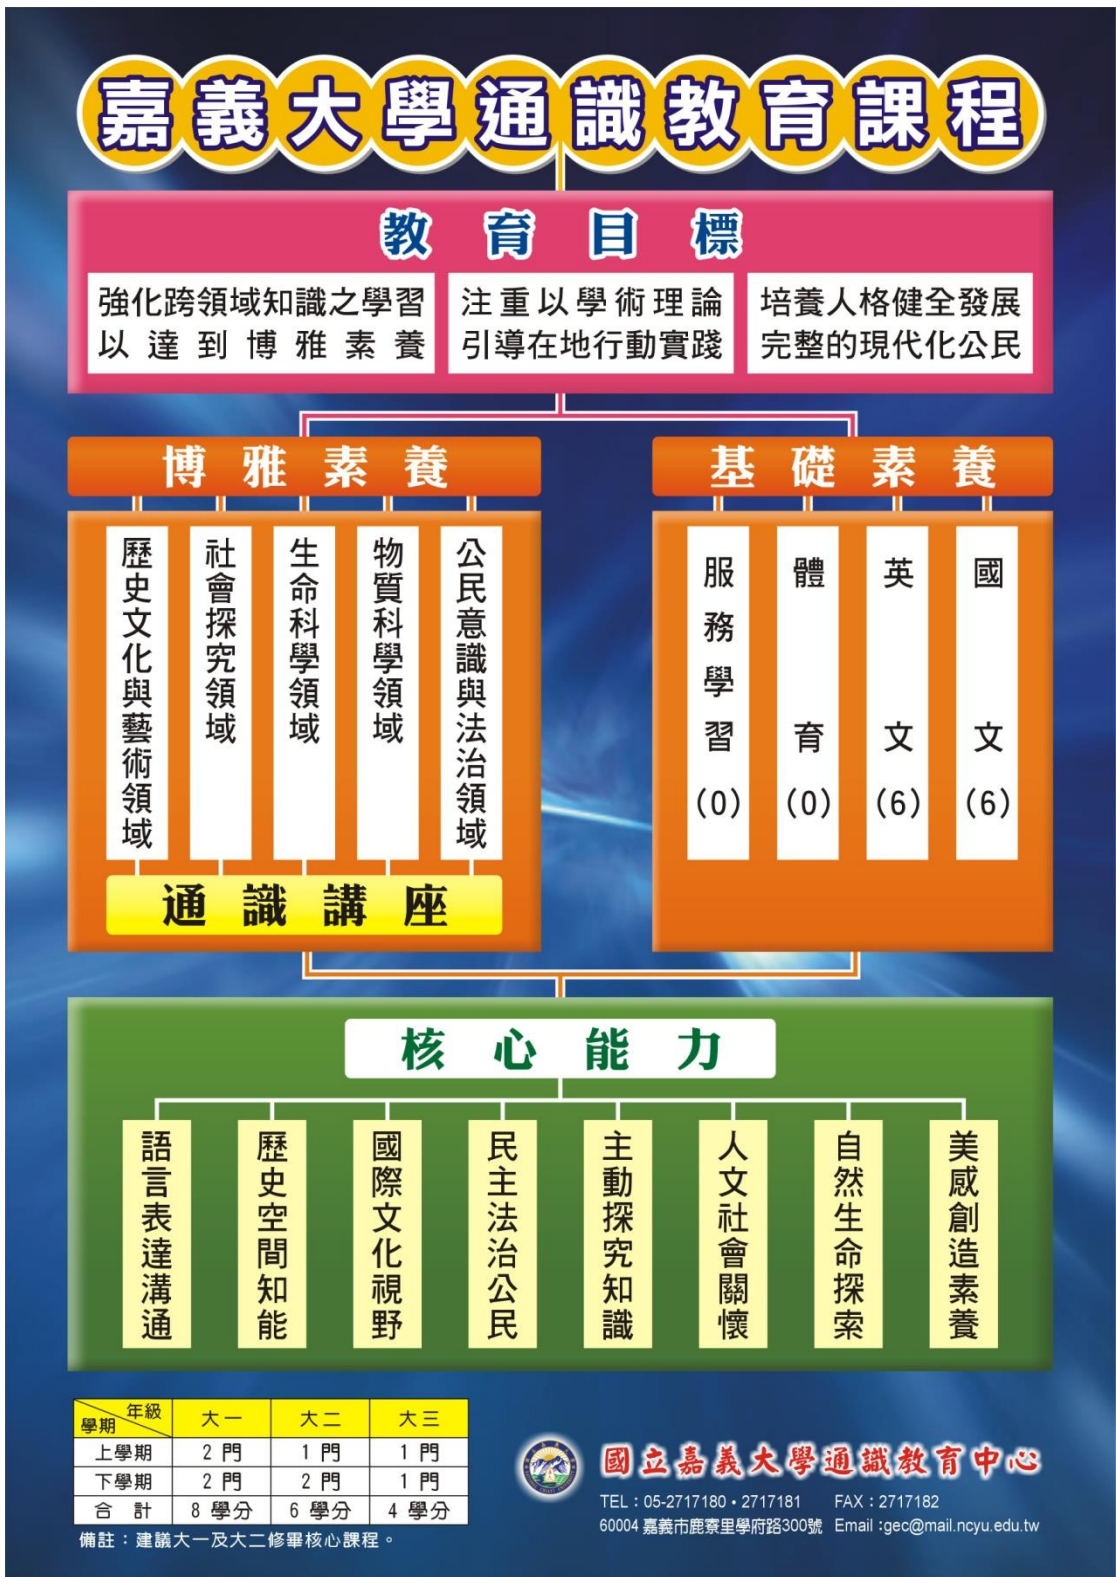 嘉義大學通識教育課程
教育目標
強化跨領域知識之學習
以達到博雅素養
注重以學術理論
引導在地行動實踐
培養人格健全發展
完整的現代化公民
博雅素養
歷史文化與藝術領域
社會探究領域
生命科學領域
物質科學領域
公民意識與法治領域
通識講座
基礎素養
服務學習(0)
體育(0)
英文(6)
國文(6)
核心能力
語言表達溝通
歷史空間知能
國際文化視野
民主法治公民
主動探究知識
人文社會關懷
自然生命探索
美感創造素養
學期 年級 大一 大二 大三
上學期 2 門 1 門 1 門
下學期 2 門 2 門 1 門
合計 8 學分 6 學分 4 學分
備註：建議大一及大二修畢核心課程。
國立嘉義大學通識教育中心
TEL：05-2717180・2717181 FAX：2717182
60004 嘉義市鹿寮里學府路300號 Email :gec@mail.ncyu.edu.tw